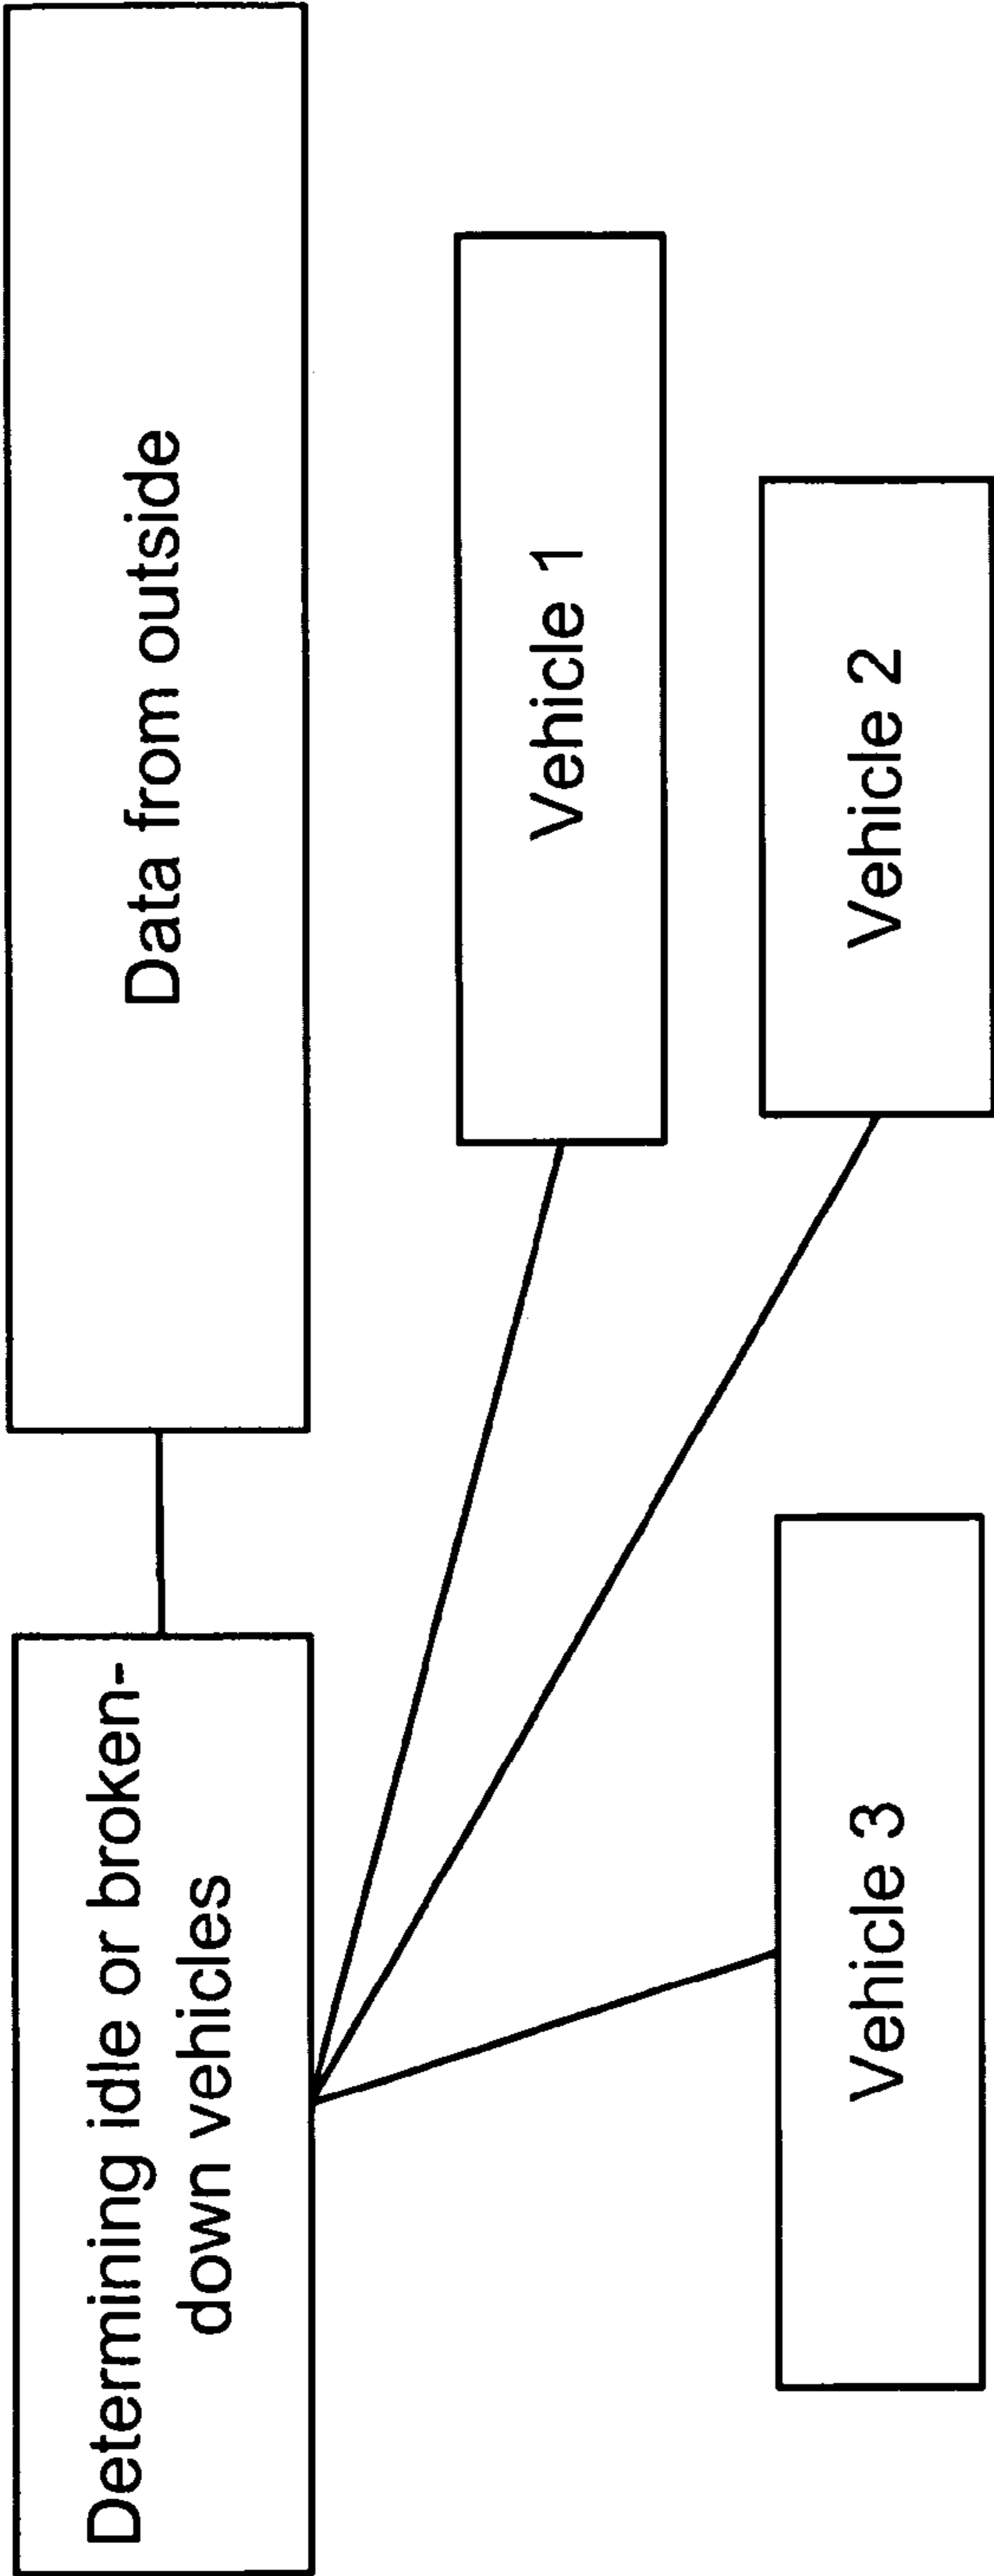 Determining idle or broken-
down vehicles
Data from outside
Vehicle 1
Vehicle 2
Vehicle 3